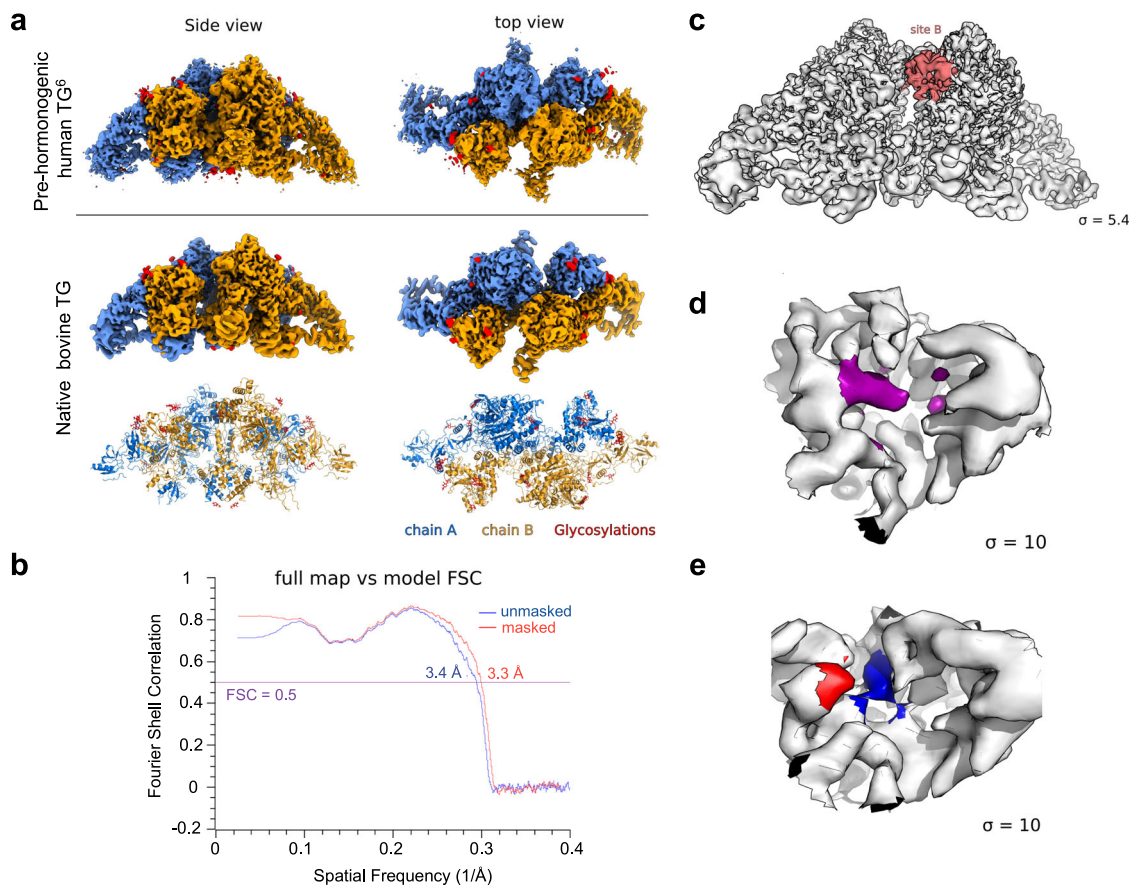 a
Side view
top view
Pre-hormonogenic
human TG6
Native bovine TG
chain A
chain B
Glycosylations
b
full map vs model FSC
unmasked
masked
3.4 Å
3.3 Å
FSC = 0.5
Fourier Shell Correlation
1
0.8
0.6
0.4
0.2
0
-0.2
0
0.1
0.2
0.3
0.4
Spatial Frequency (1/Å)
c
site B
σ = 5.4
d
σ = 10
e
σ = 10